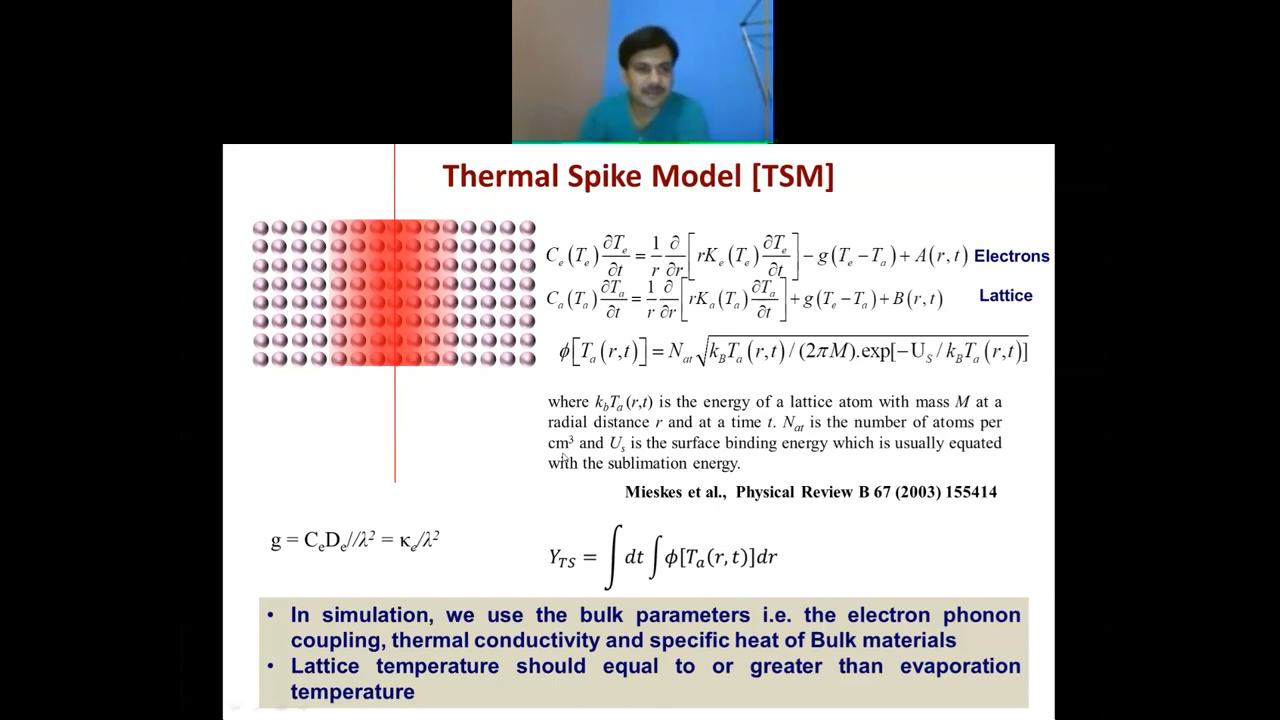 Thermal Spike Model [TSM]
C_e(T_e) ∂T_e/∂t = 1/r ∂/∂r [rK_e(T_e) ∂T_e/∂t] − g(T_e − T_a) + A(r,t) Electrons
C_a(T_a) ∂T_a/∂t = 1/r ∂/∂r [rK_a(T_a) ∂T_a/∂t] + g(T_e − T_a) + B(r,t) Lattice
ϕ[T_a(r,t)] = N_at √(k_B T_a(r,t)/(2πM).exp[−U_S/k_B T_a(r,t)])
where k_bT_a(r,t) is the energy of a lattice atom with mass M at a
radial distance r and at a time t. N_at is the number of atoms per
cm³ and U_s is the surface binding energy which is usually equated
with the sublimation energy.
Mieskes et al., Physical Review B 67 (2003) 155414
g = C_eD_e//λ² = κ_e/λ²
Y_TS = ∫ dt ∫ ϕ[T_a(r,t)]dr
• In simulation, we use the bulk parameters i.e. the electron phonon
coupling, thermal conductivity and specific heat of Bulk materials
• Lattice temperature should equal to or greater than evaporation
temperature